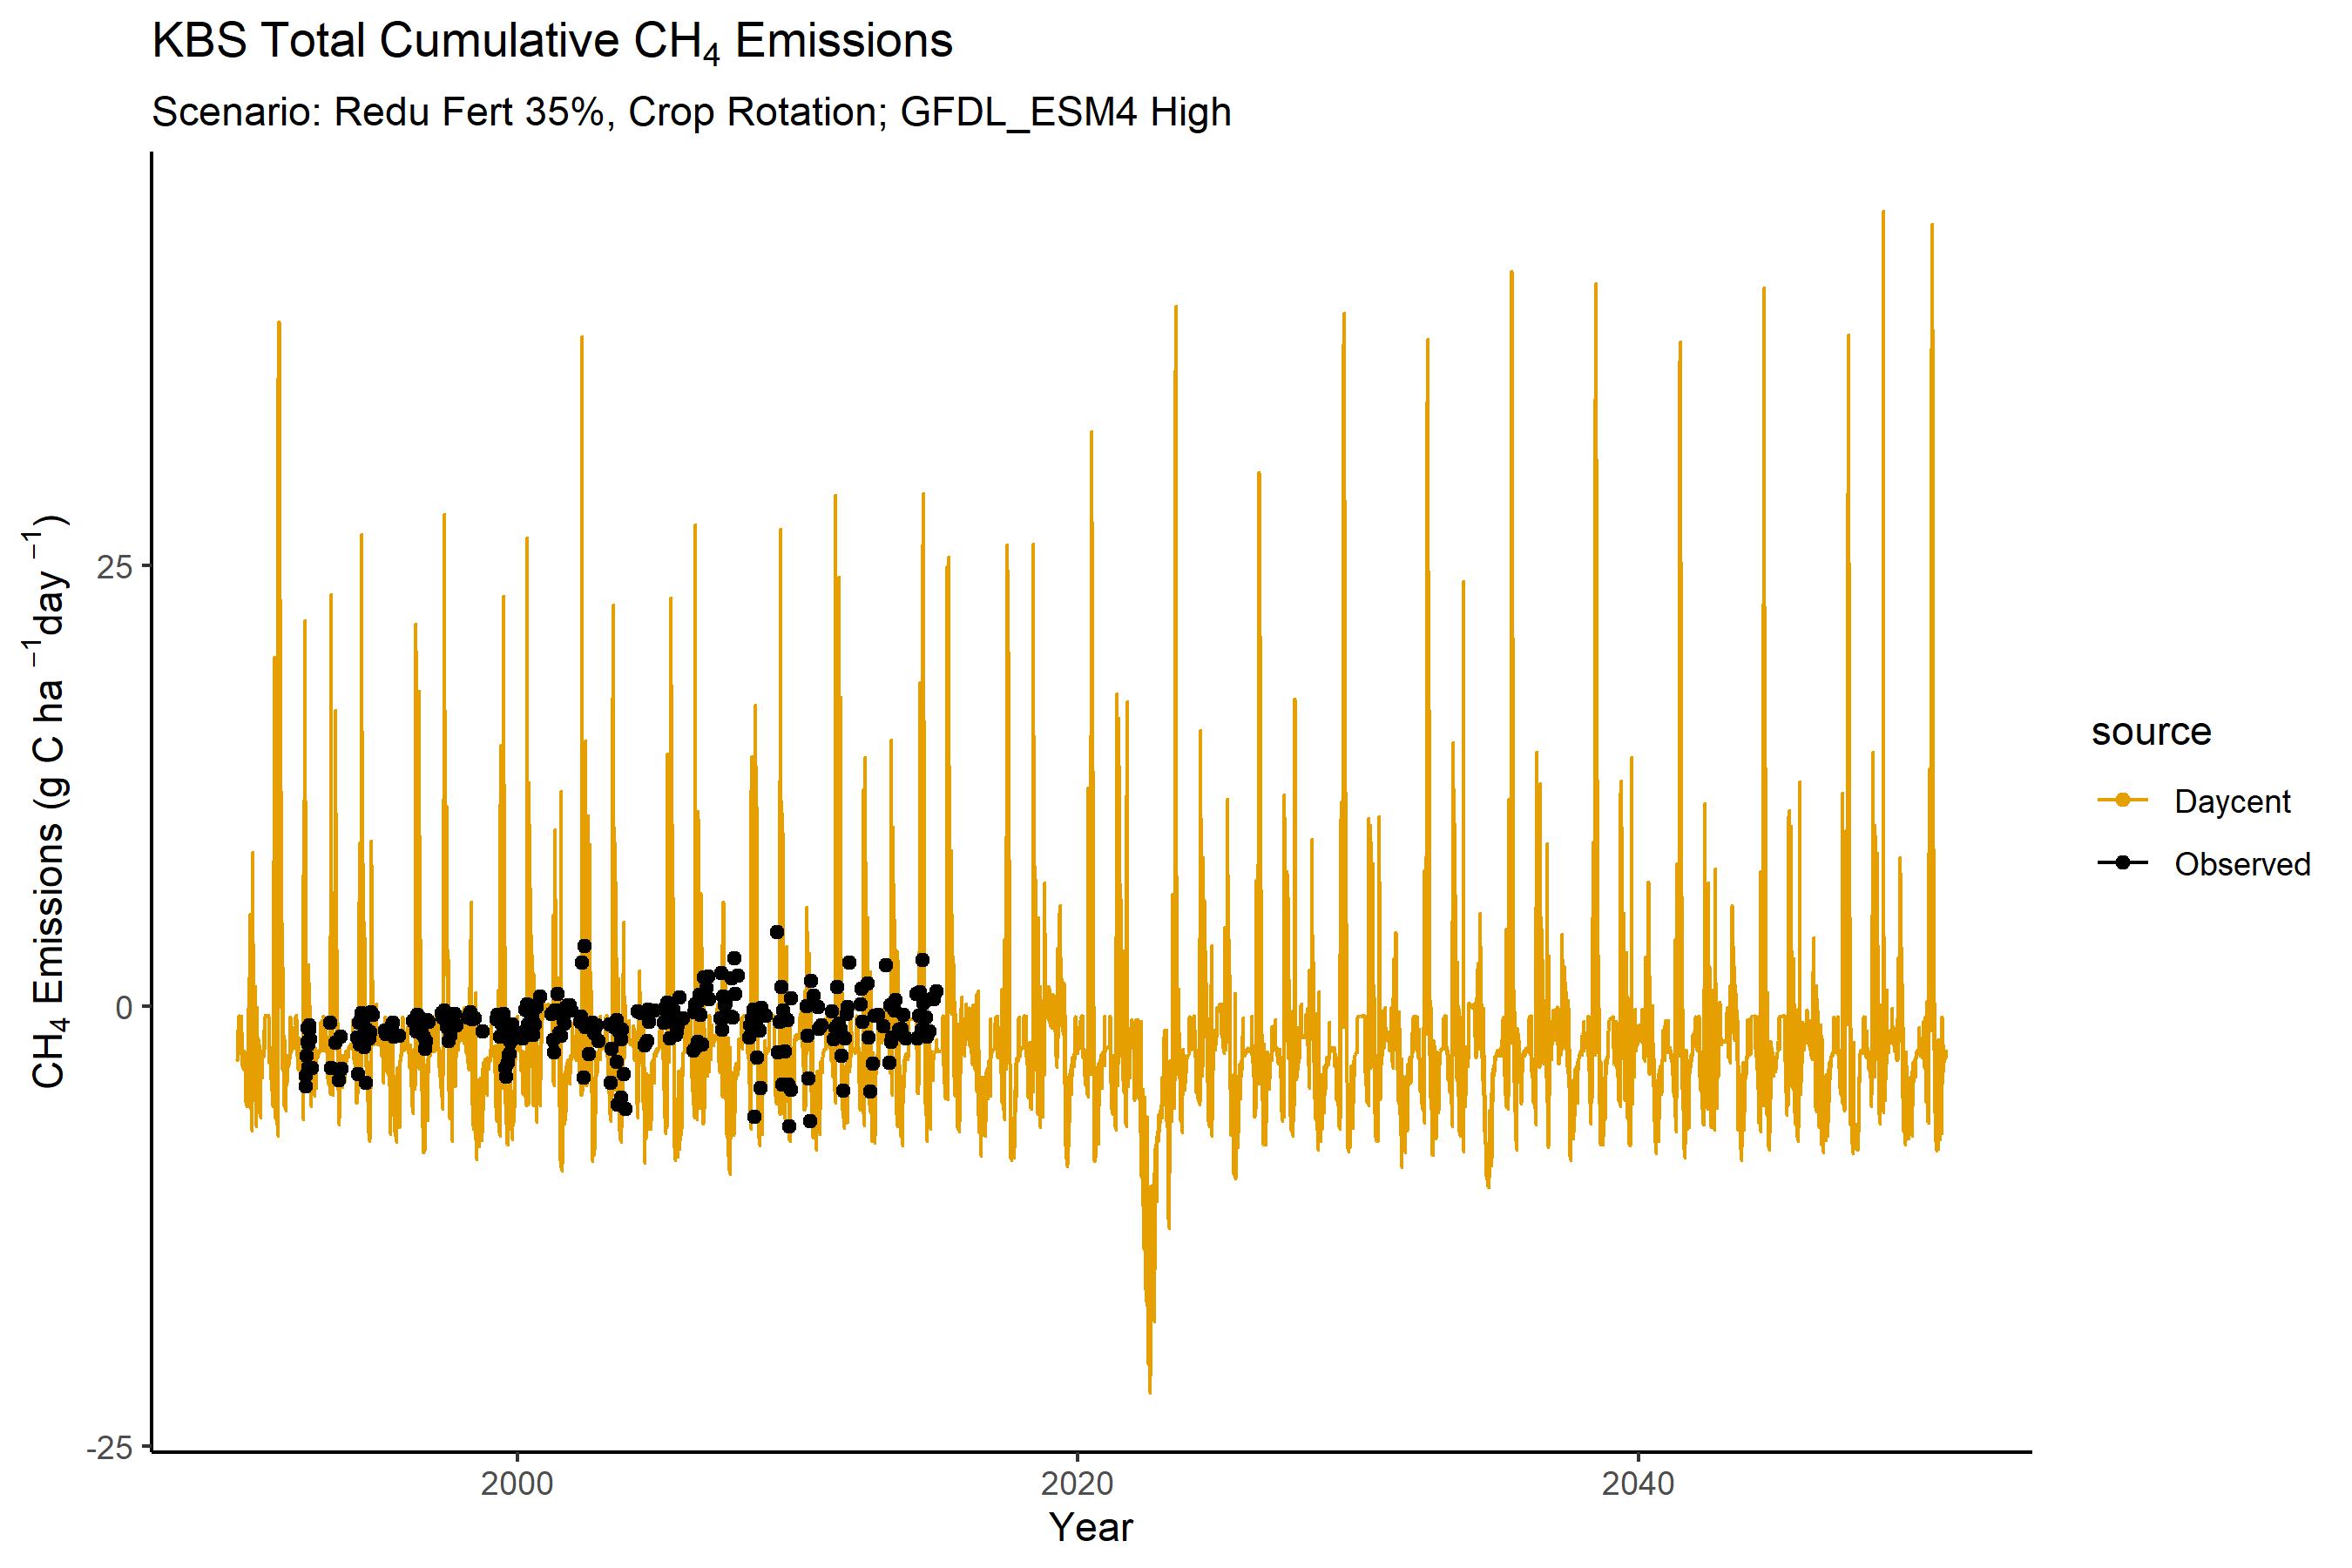 KBS Total Cumulative CH₄ Emissions
Scenario: Redu Fert 35%, Crop Rotation; GFDL_ESM4 High
CH₄ Emissions (g C ha ⁻¹day ⁻¹)
25
0
-25
2000
2020
2040
Year
source
Daycent
Observed